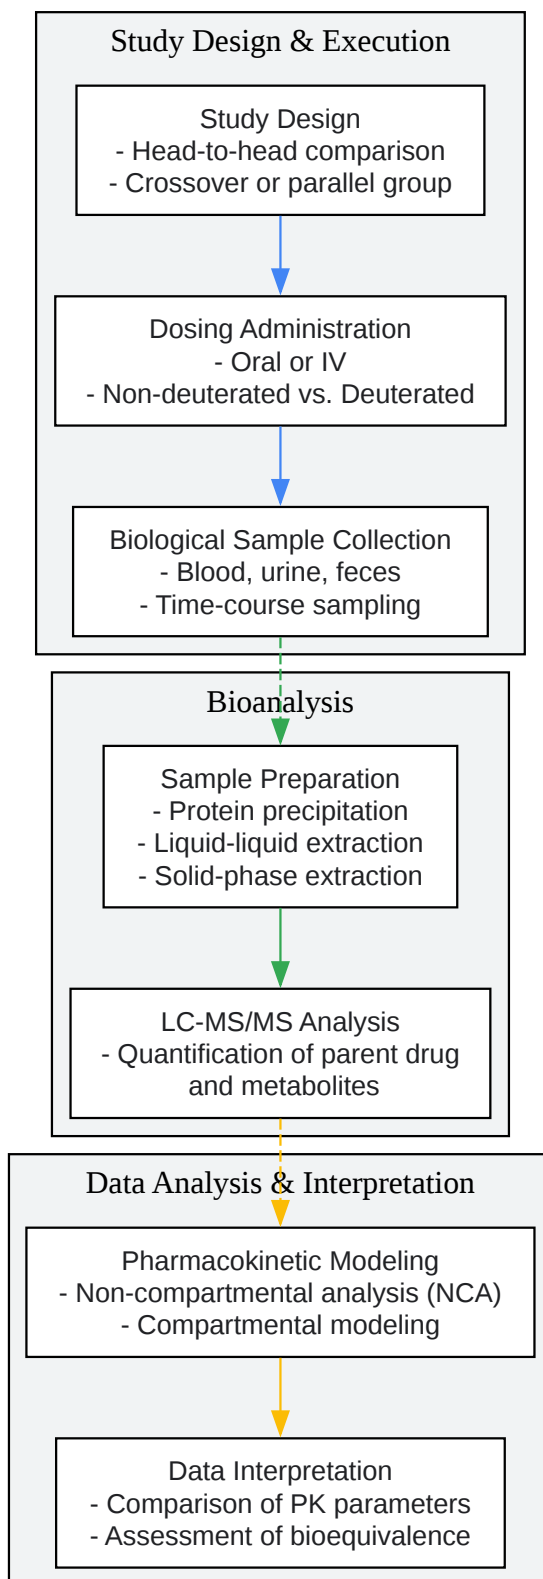 Study Design & Execution
Study Design
- Head-to-head comparison
- Crossover or parallel group
Dosing Administration
- Oral or IV
- Non-deuterated vs. Deuterated
Biological Sample Collection
- Blood, urine, feces
- Time-course sampling
Bioanalysis
Sample Preparation
- Protein precipitation
- Liquid-liquid extraction
- Solid-phase extraction
LC-MS/MS Analysis
- Quantification of parent drug
and metabolites
Data Analysis & Interpretation
Pharmacokinetic Modeling
- Non-compartmental analysis (NCA)
- Compartmental modeling
Data Interpretation
- Comparison of PK parameters
- Assessment of bioequivalence